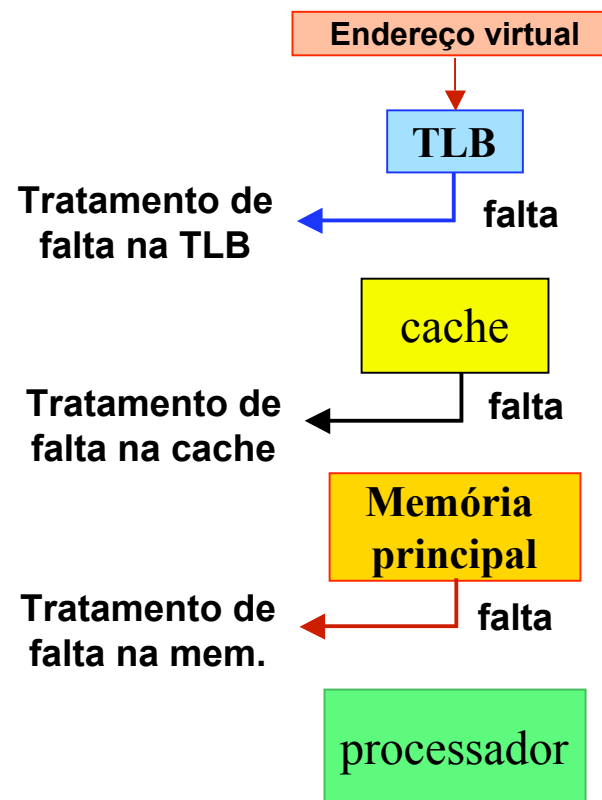 Endereço virtual
TLB
Tratamento de
falta na TLB
falta
cache
Tratamento de
falta na cache
falta
Memória
principal
Tratamento de
falta na mem.
falta
processador